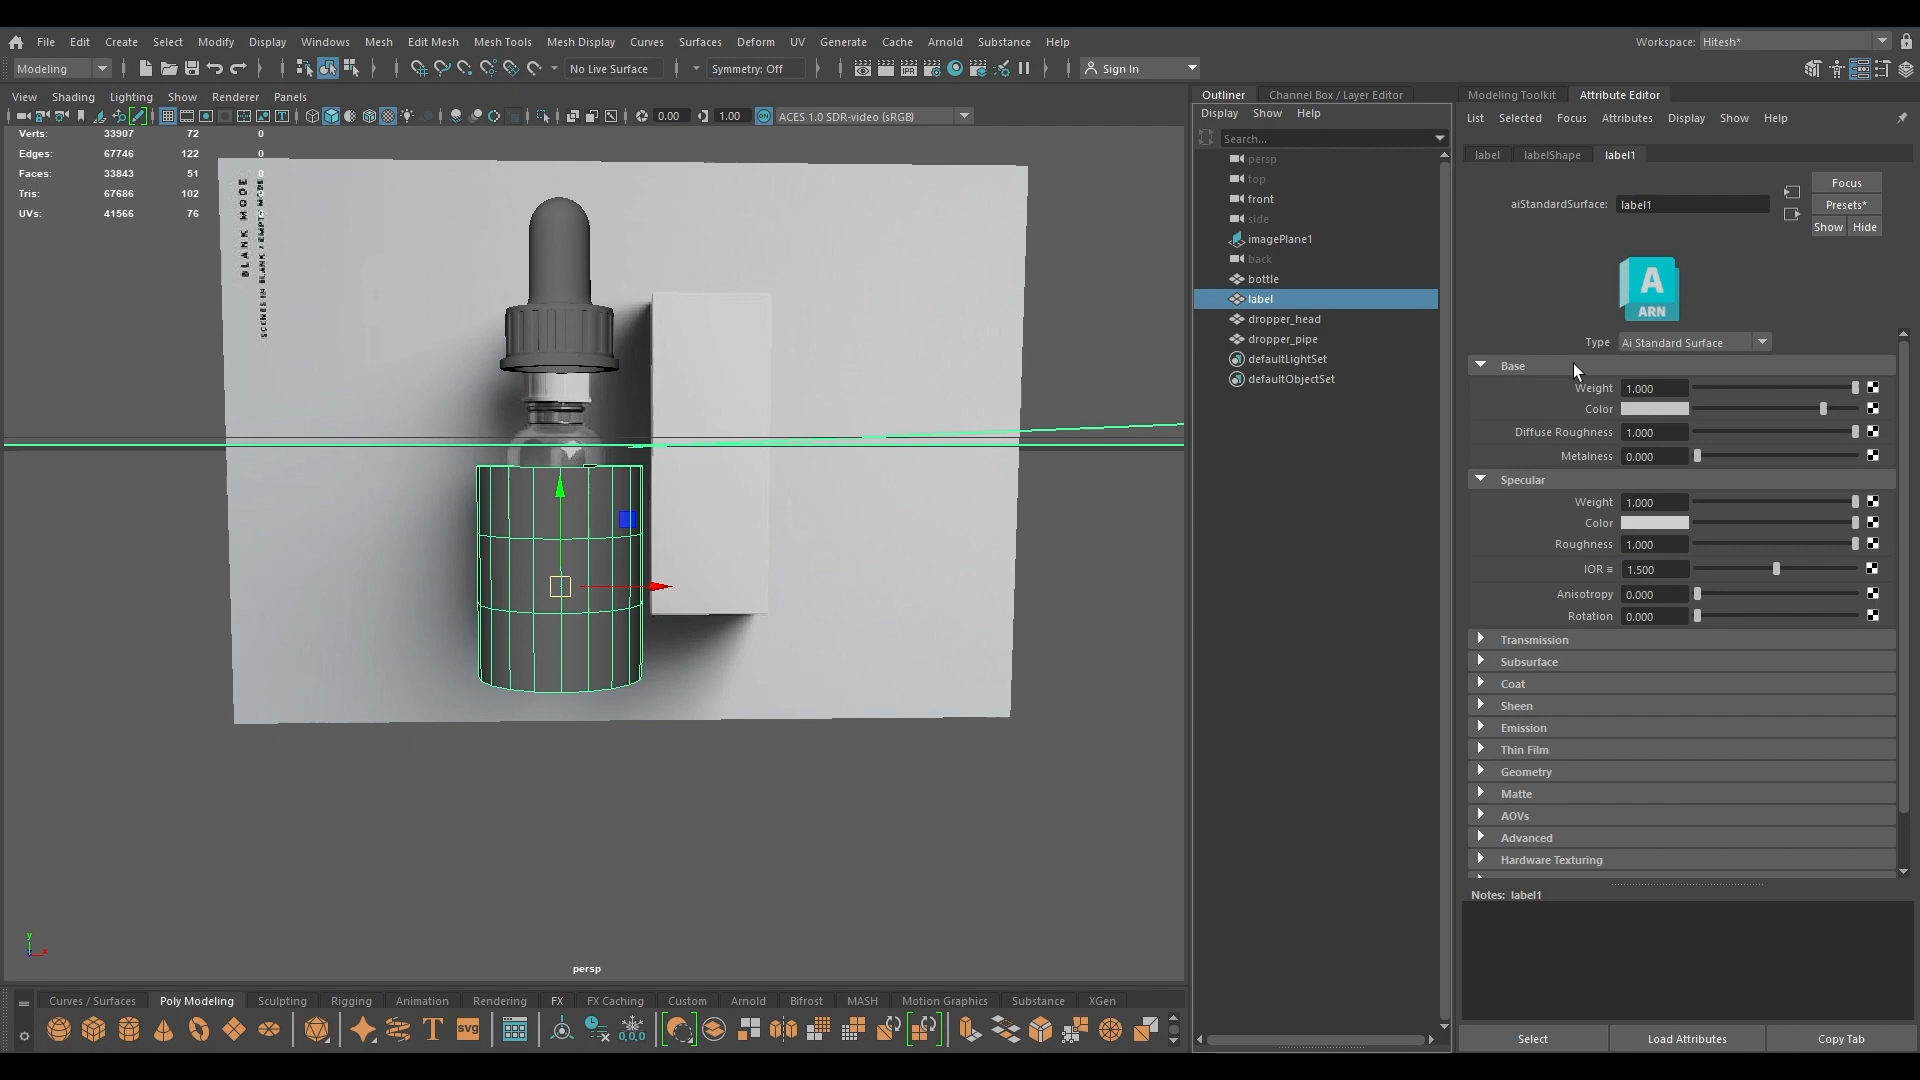 File Edit Create Select Modify Display Windows Mesh Edit Mesh Mesh Tools Mesh Display Curves Surfaces Deform UV Generate Cache Arnold Substance Help Workspace: Hitesh*
Modeling No Live Surface Symmetry: Off Sign In
View Shading Lighting Show Renderer Panels
0.00 1.00 ACES 1.0 SDR-video (sRGB)
Verts: 33907 72 0
Edges: 67746 122 0
Faces: 33843 51 0
Tris: 67686 102 0
UVs: 41566 76 0
BLANK MODE
SCENES IN BLANK / EMPTY MODE
persp
y
x
Outliner Channel Box / Layer Editor
Display Show Help
Search...
persp
top
front
side
imagePlane1
back
bottle
label
dropper_head
dropper_pipe
defaultLightSet
defaultObjectSet
Modeling Toolkit Attribute Editor
List Selected Focus Attributes Display Show Help
label labelShape label1
Focus
aiStandardSurface: label1 Presets*
Show Hide
A
ARN
Type Ai Standard Surface
Base
Weight 1.000
Color
Diffuse Roughness 1.000
Metalness 0.000
Specular
Weight 1.000
Color
Roughness 1.000
IOR 1.500
Anisotropy 0.000
Rotation 0.000
Transmission
Subsurface
Coat
Sheen
Emission
Thin Film
Geometry
Matte
AOVs
Advanced
Hardware Texturing
Notes: label1
Select Load Attributes Copy Tab
Curves / Surfaces Poly Modeling Sculpting Rigging Animation Rendering FX FX Caching Custom Arnold Bifrost MASH Motion Graphics Substance XGen
T svg 0,0,0